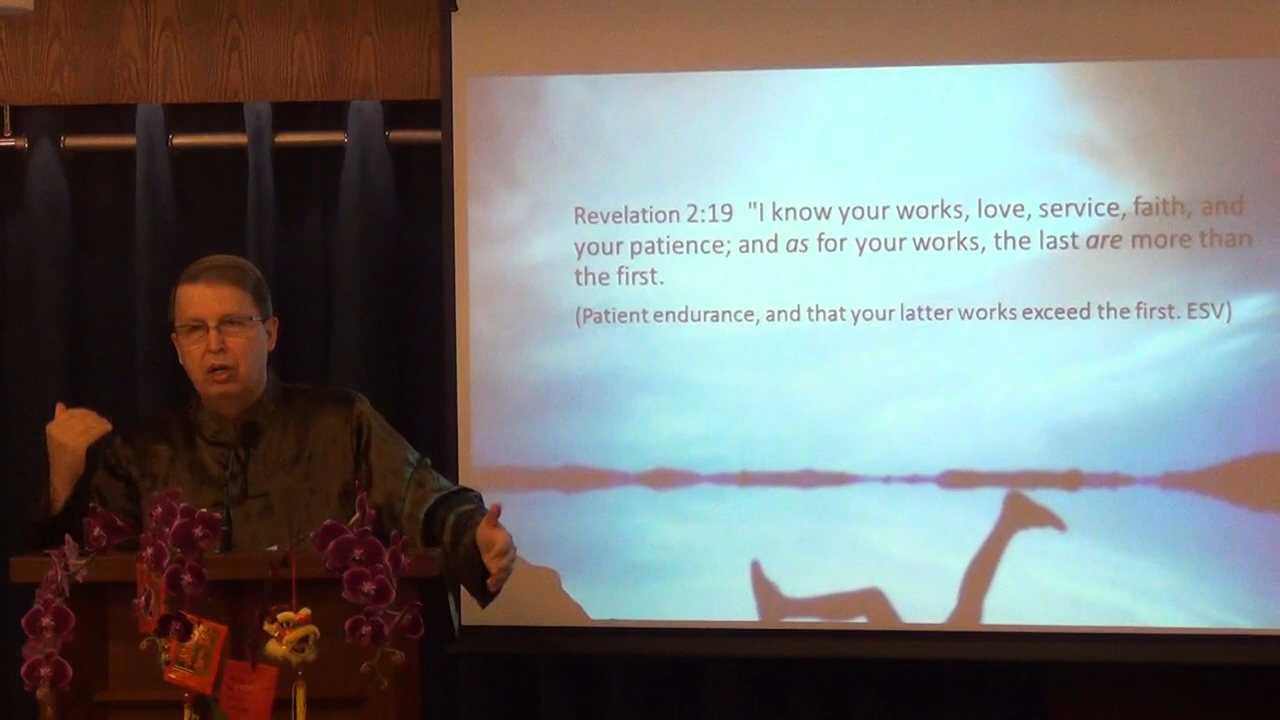 Revelation 2:19 "I know your works, love, service, faith, and
your patience; and as for your works, the last are more than
the first.
(Patient endurance, and that your latter works exceed the first. ESV)